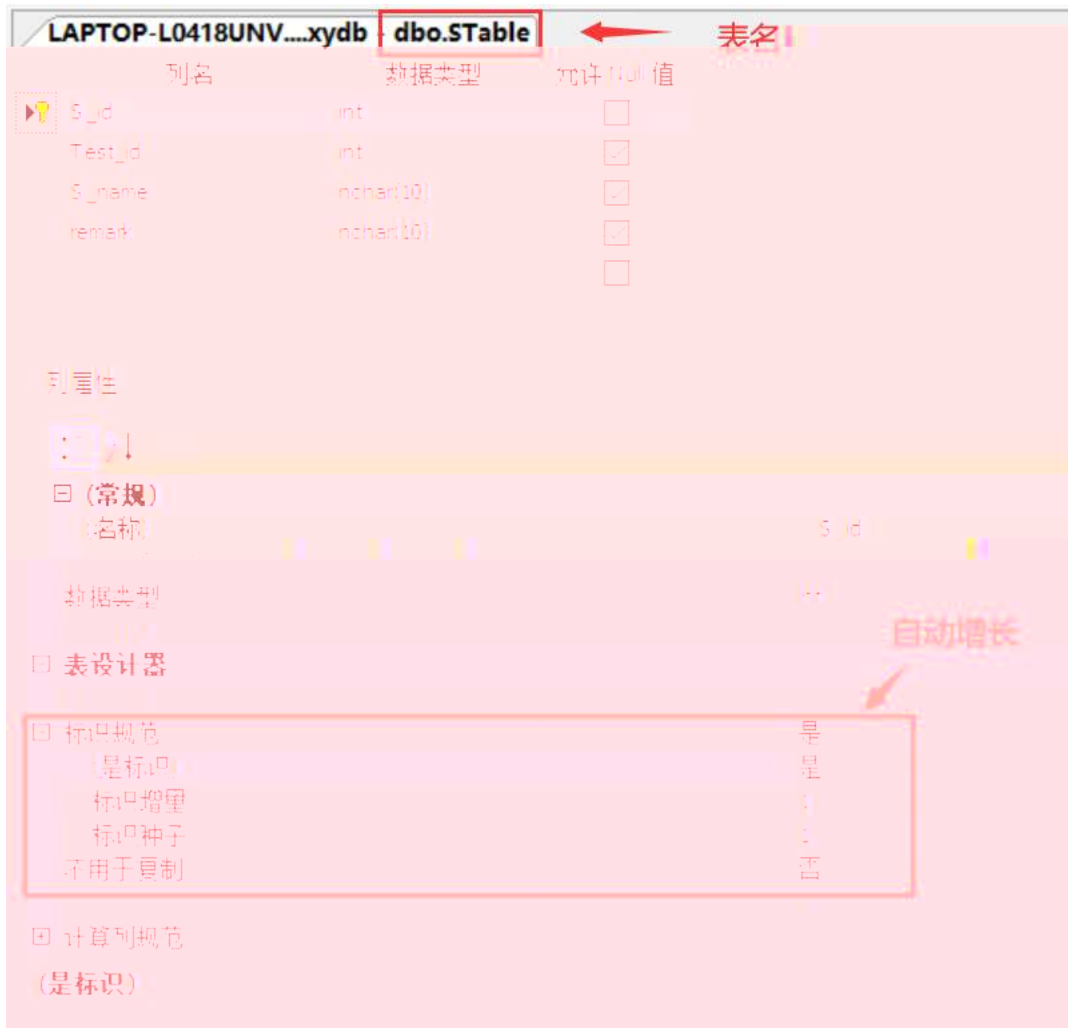 LAPTOP-L0418UNV....xydb - dbo.STable 表名
列名 数据类型 允许 Null 值
S_id int
Test_id int
S_name nchar(10)
remark nchar(10)
列属性
(常规)
名称 S_id
数据类型 int
自动增长
表设计器
标识规范 是
(是标识) 是
标识增量
标识种子
不用于复制 否
计算列规范
(是标识)